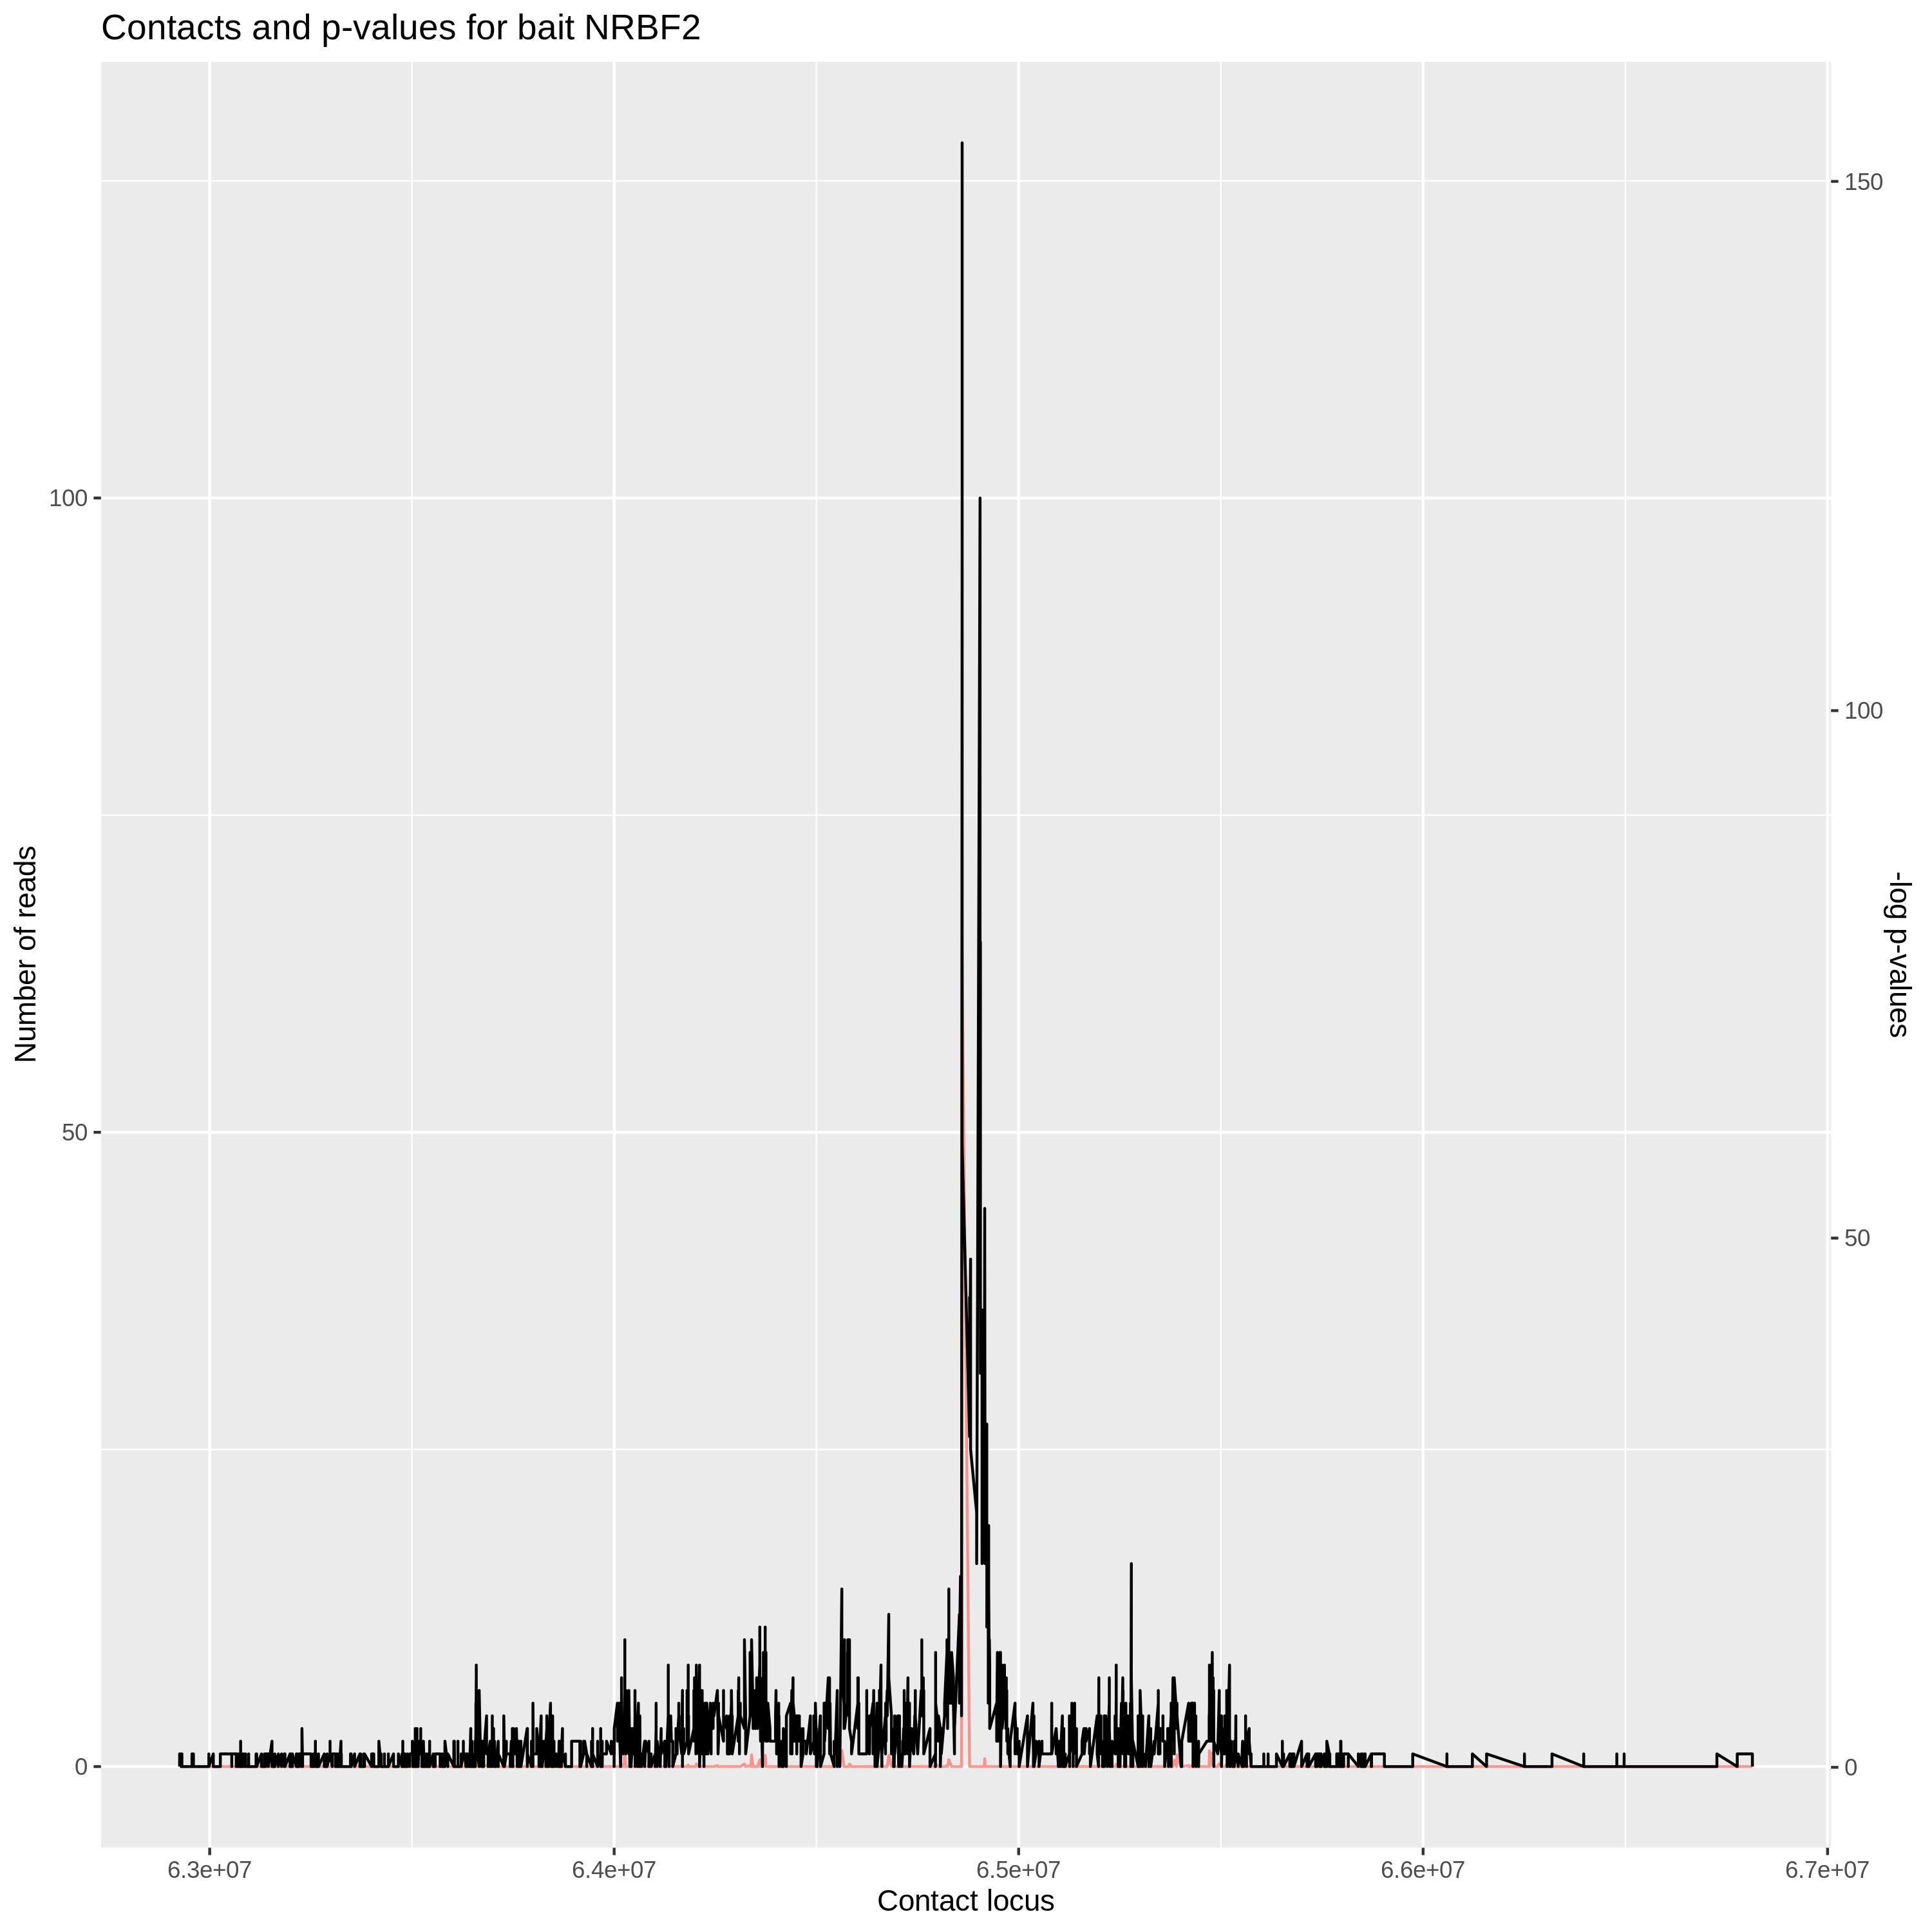 Contacts and p-values for bait NRBF2
150
100
100
50
50
0
0
Number of reads
-log p-values
6.3e+07 6.4e+07 6.5e+07 6.6e+07 6.7e+07
Contact locus